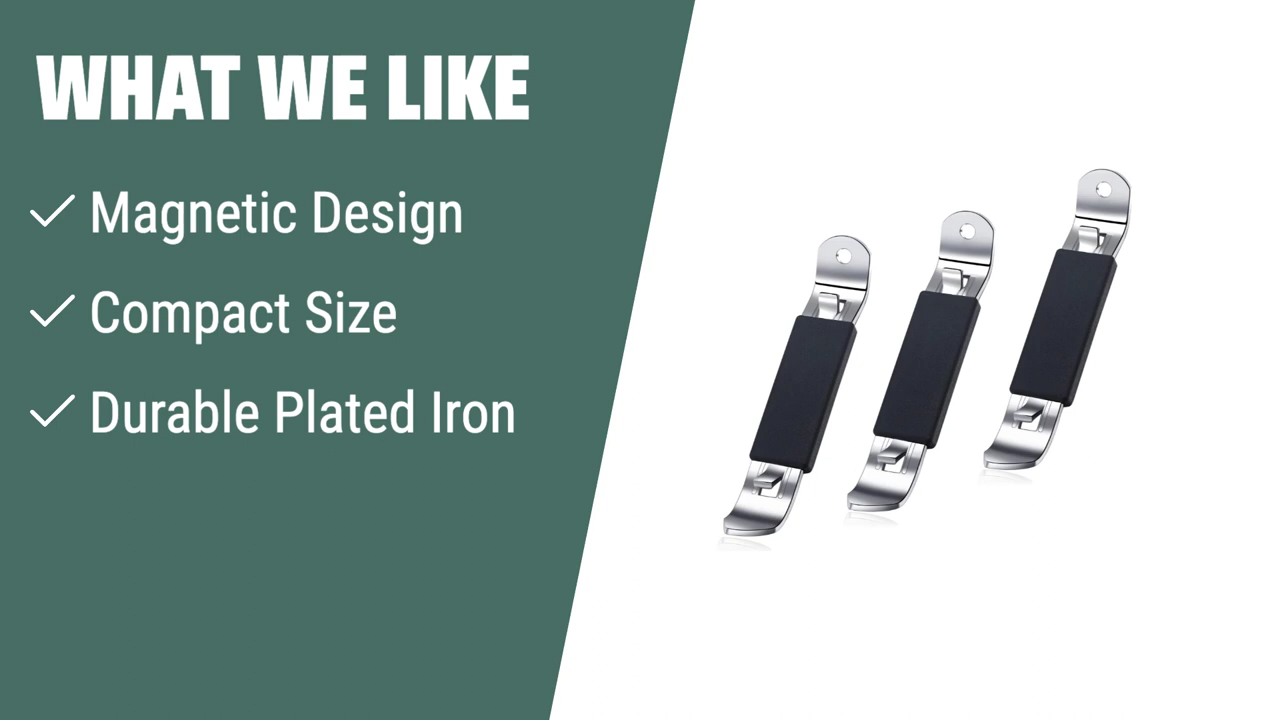 WHAT WE LIKE
Magnetic Design
Compact Size
Durable Plated Iron